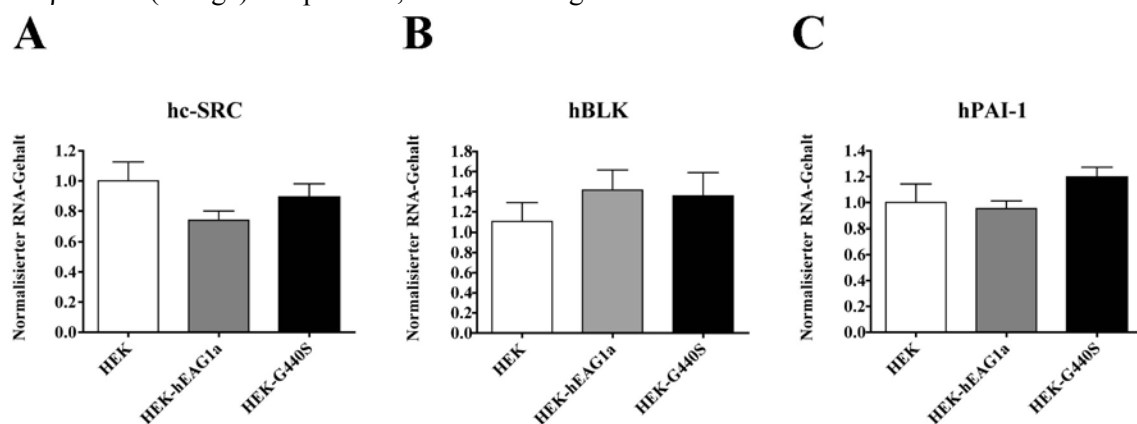 A
B
C
hc-SRC
Normalisierter RNA-Gehalt
1.2
1.0
0.8
0.6
0.4
0.2
0.0
HEK
HEK-hEAG1a
HEK-G440S
hBLK
Normalisierter RNA-Gehalt
1.8
1.6
1.4
1.2
1.0
0.8
0.6
0.4
0.2
0.0
HEK
HEK-hEAG1a
HEK-G440S
hPAI-1
Normalisierter RNA-Gehalt
1.4
1.2
1.0
0.8
0.6
0.4
0.2
0.0
HEK
HEK-hEAG1a
HEK-G440S